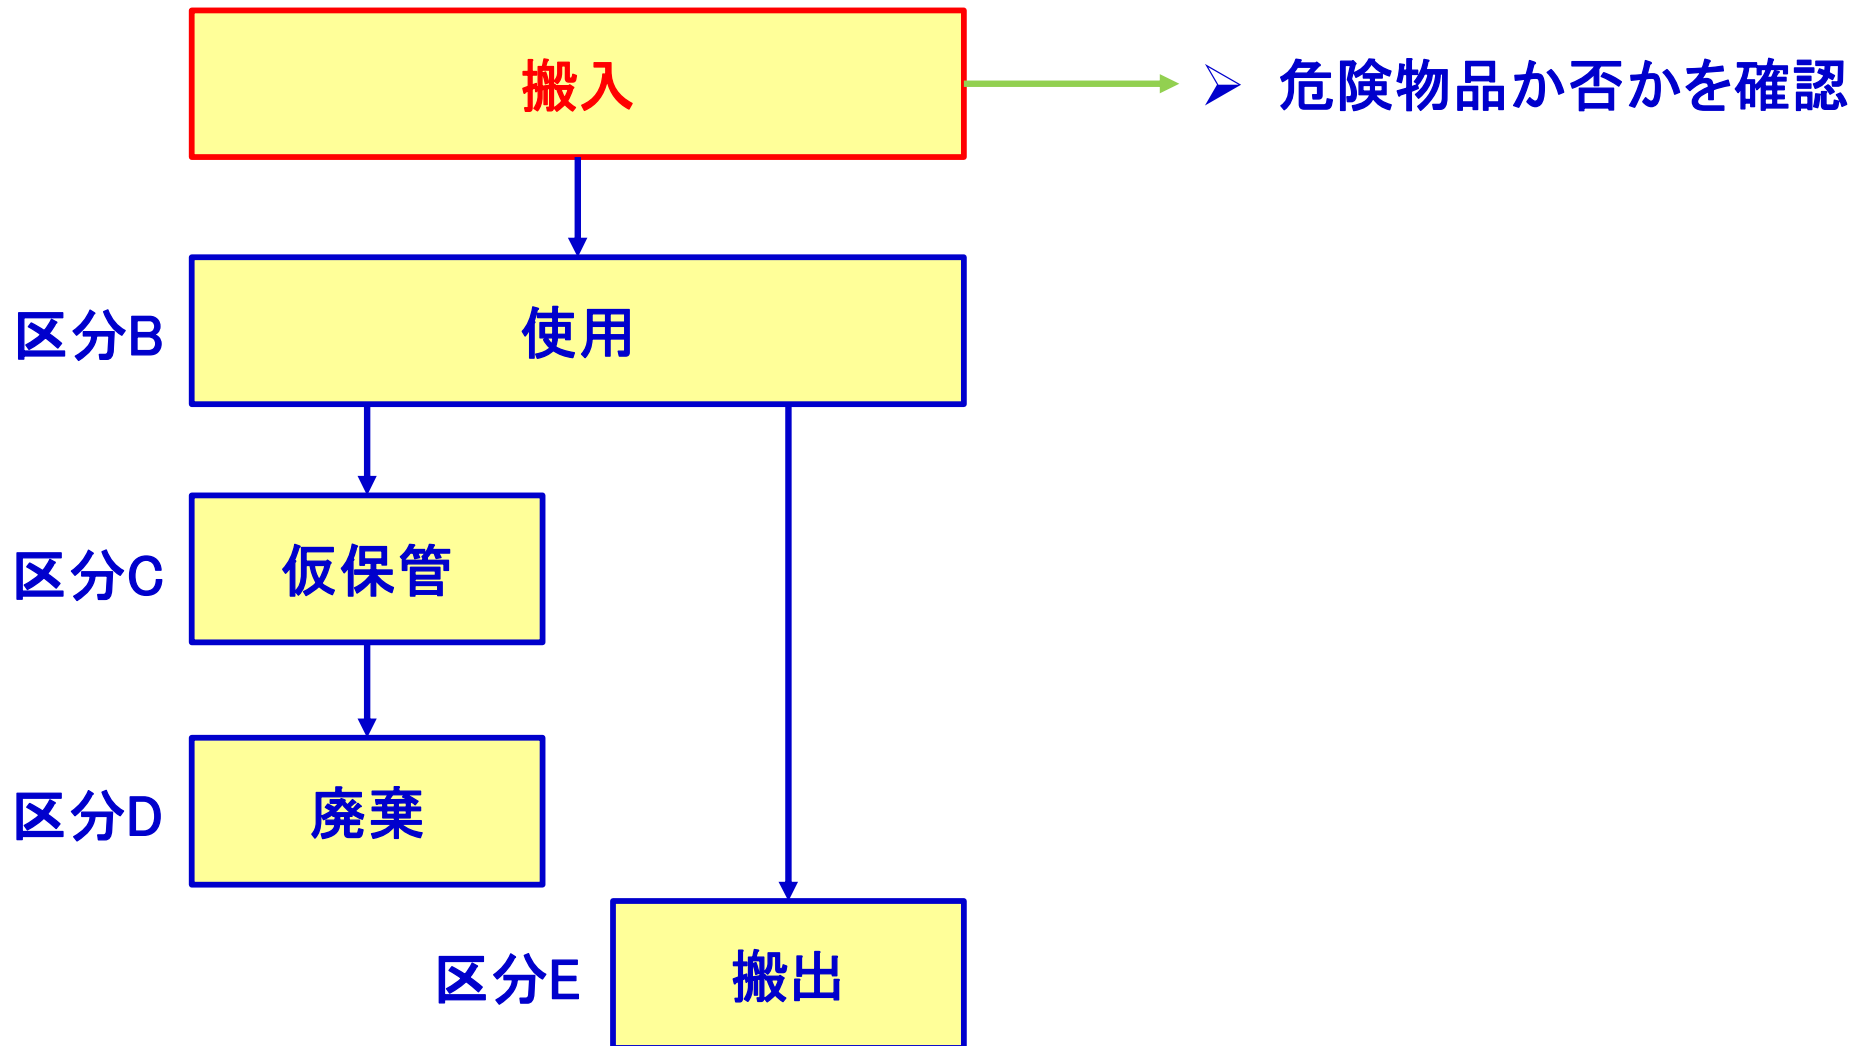 搬入
➢ 危険物品か否かを確認
区分B
使用
区分C
仮保管
区分D
廃棄
区分E
搬出